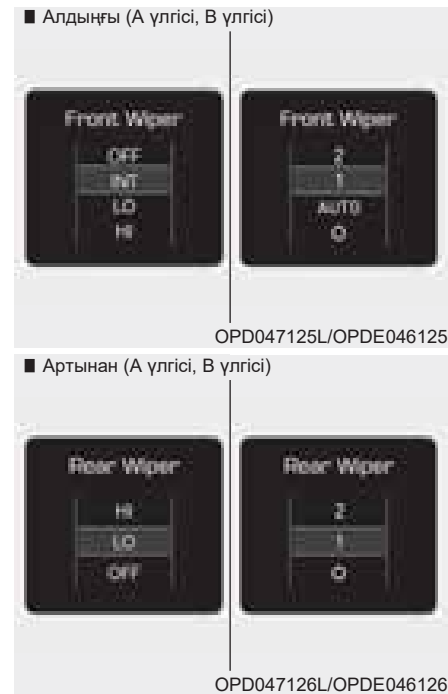 ■ Алдыңғы (А үлгісі, В үлгісі)
Front Wiper
OFF
INT
LO
HI
Front Wiper
2
1
AUTO
O
OPD047125L/OPDE046125
■ Артынан (А үлгісі, В үлгісі)
Rear Wiper
HI
LO
OFF
Rear Wiper
2
1
O
OPD047126L/OPDE046126